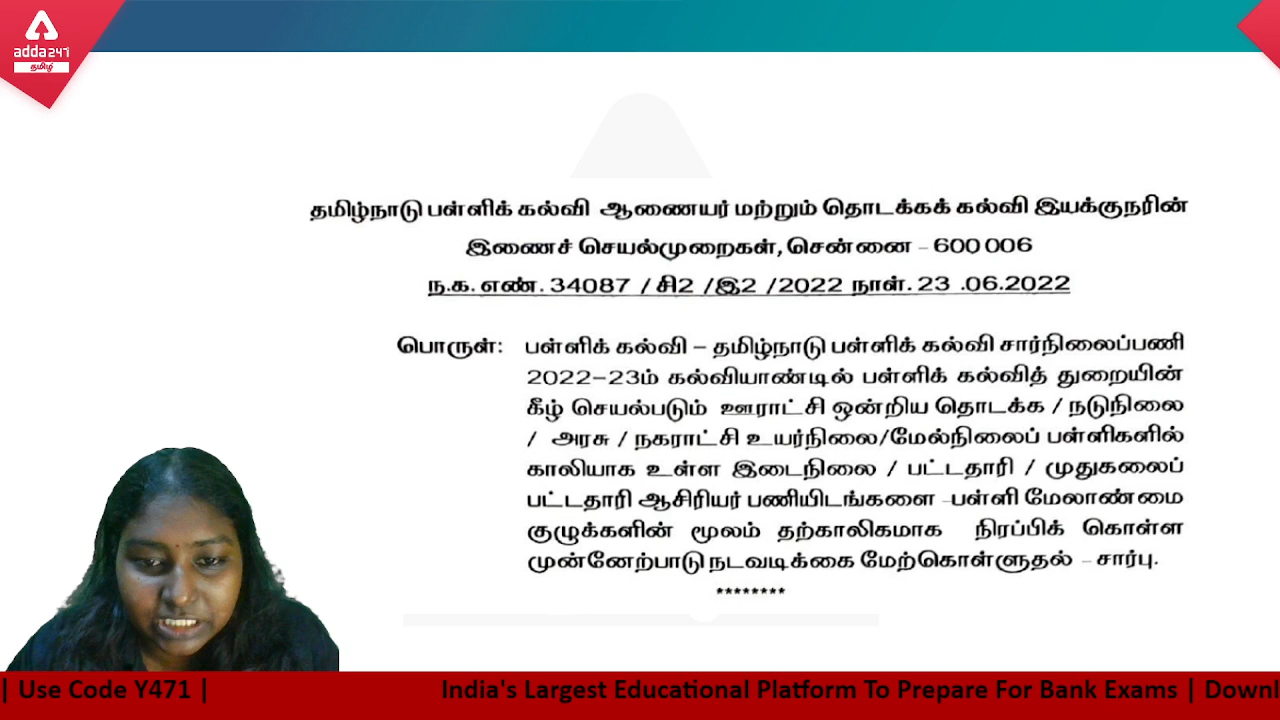 adda247
தமிழ்
தமிழ்நாடு பள்ளிக் கல்வி ஆணையர் மற்றும் தொடக்கக் கல்வி இயக்குநரின்
இணைச் செயல்முறைகள், சென்னை – 600 006
ந.க. எண். 34087 / சி2 /இ2 /2022 நாள். 23 .06.2022
பொருள்: பள்ளிக் கல்வி – தமிழ்நாடு பள்ளிக் கல்வி சார்நிலைப்பணி
2022–23ம் கல்வியாண்டில் பள்ளிக் கல்வித் துறையின்
கீழ் செயல்படும் ஊராட்சி ஒன்றிய தொடக்க / நடுநிலை
/ அரசு / நகராட்சி உயர்நிலை/மேல்நிலைப் பள்ளிகளில்
காலியாக உள்ள இடைநிலை / பட்டதாரி / முதுகலைப்
பட்டதாரி ஆசிரியர் பணியிடங்களை –பள்ளி மேலாண்மை
குழுக்களின் மூலம் தற்காலிகமாக நிரப்பிக் கொள்ள
முன்னேற்பாடு நடவடிக்கை மேற்கொள்ளுதல் – சார்பு.
********
| Use Code Y471 | India's Largest Educational Platform To Prepare For Bank Exams | Downl